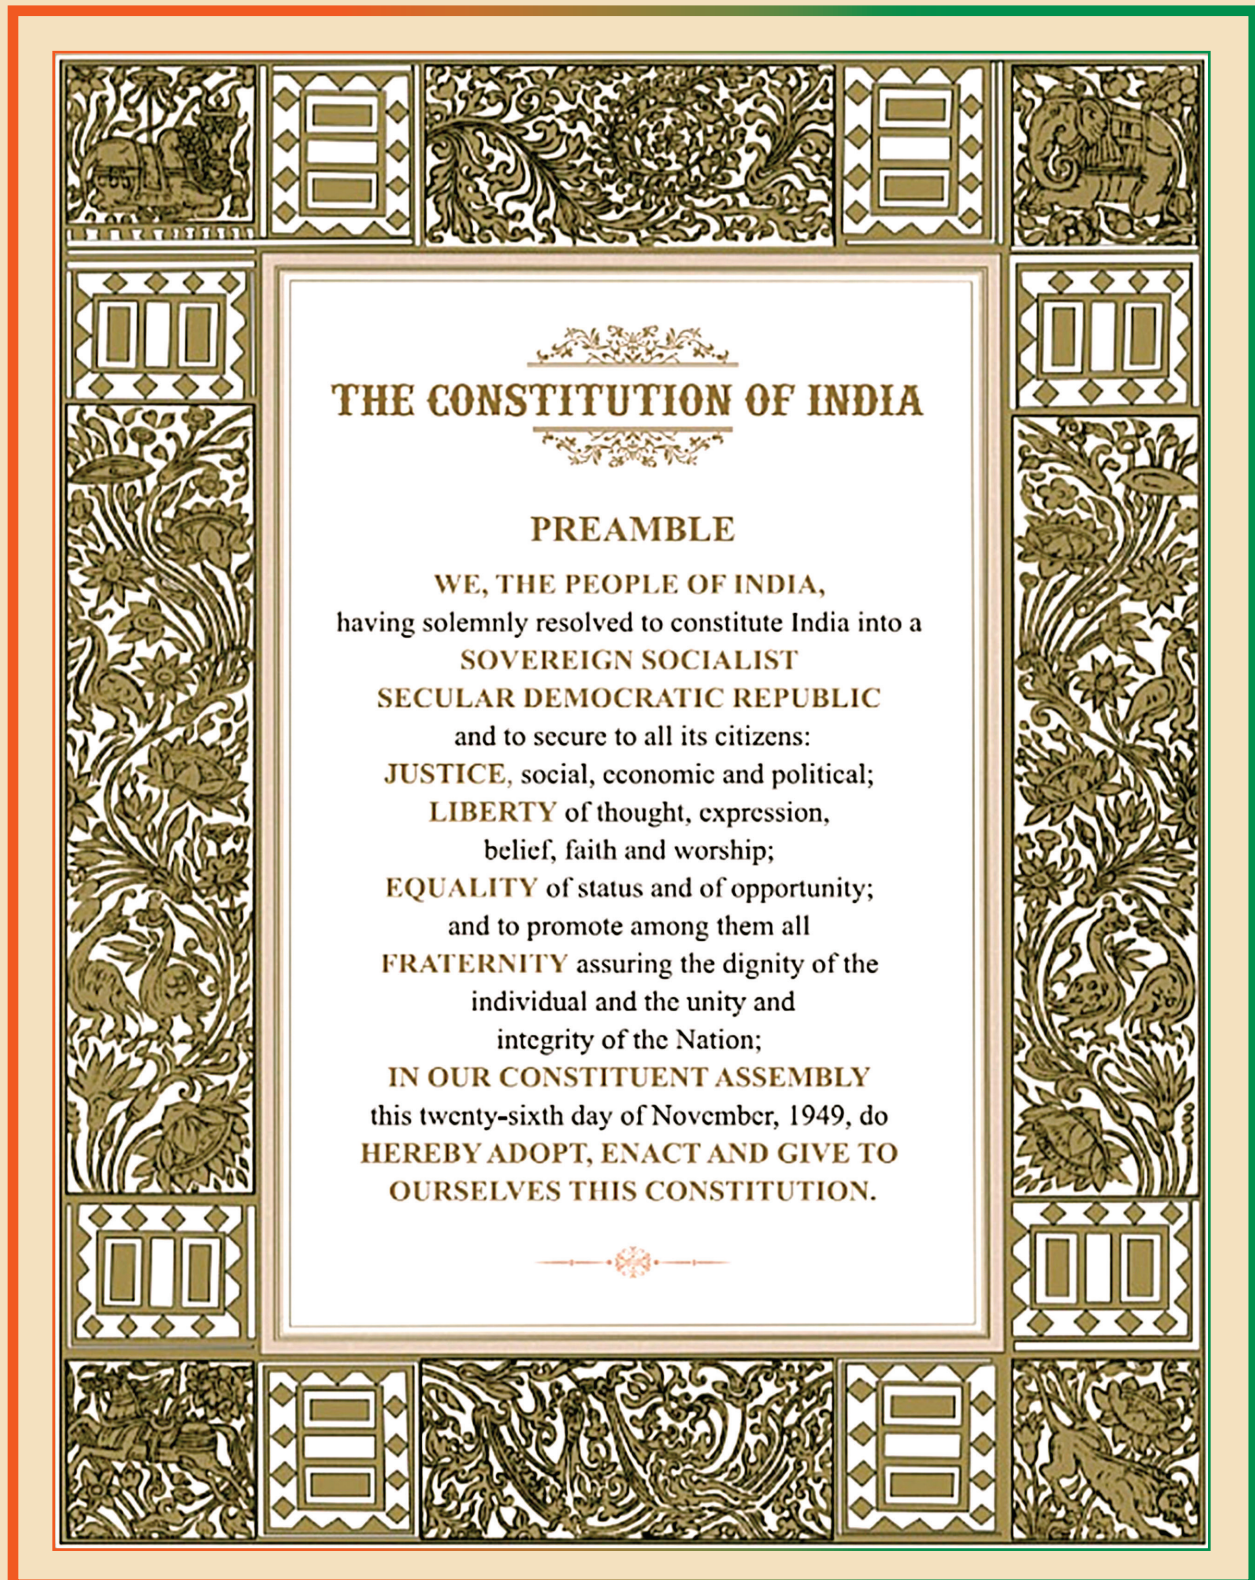 THE CONSTITUTION OF INDIA
PREAMBLE
WE, THE PEOPLE OF INDIA,
having solemnly resolved to constitute India into a
SOVEREIGN SOCIALIST
SECULAR DEMOCRATIC REPUBLIC
and to secure to all its citizens:
JUSTICE, social, economic and political;
LIBERTY of thought, expression,
belief, faith and worship;
EQUALITY of status and of opportunity;
and to promote among them all
FRATERNITY assuring the dignity of the
individual and the unity and
integrity of the Nation;
IN OUR CONSTITUENT ASSEMBLY
this twenty-sixth day of November, 1949, do
HEREBY ADOPT, ENACT AND GIVE TO
OURSELVES THIS CONSTITUTION.